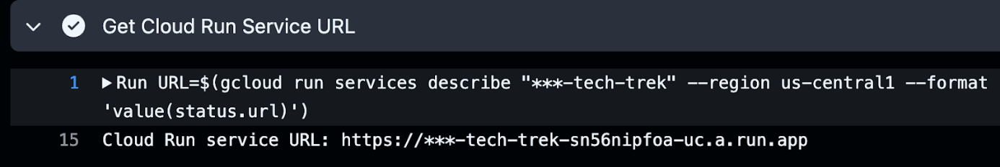 Get Cloud Run Service URL
1 ▶Run URL=$(gcloud run services describe "***-tech-trek" --region us-central1 --format
'value(status.url)')
15 Cloud Run service URL: https://***-tech-trek-sn56nipfoa-uc.a.run.app